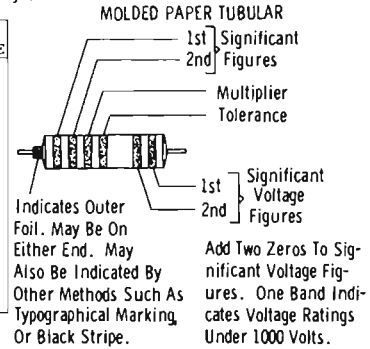 MOLDED PAPER TUBULAR
1st Significant
2nd Figures
Multiplier
Tolerance
1st Significant
2nd Voltage
Figures
Indicates Outer
Foil. May Be On
Either End. May
Also Be Indicated By
Other Methods Such As
Typographical Marking,
Or Black Stripe.
Add Two Zeros To Sig-
nificant Voltage Fig-
ures. One Band Indi-
cates Voltage Ratings
Under 1000 Volts.